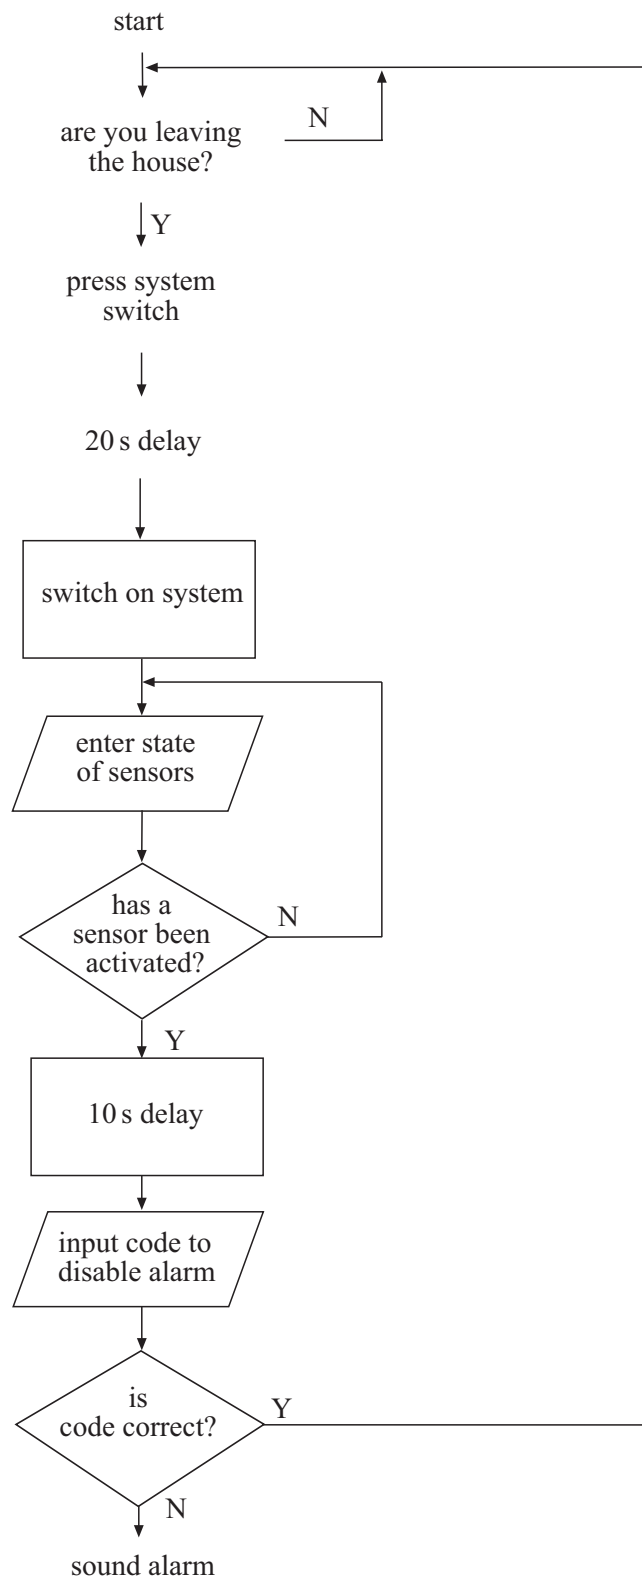 start
are you leaving
the house?
N
Y
press system
switch
20 s delay
switch on system
enter state
of sensors
has a
sensor been
activated?
N
Y
10 s delay
input code to
disable alarm
is
code correct?
Y
N
sound alarm